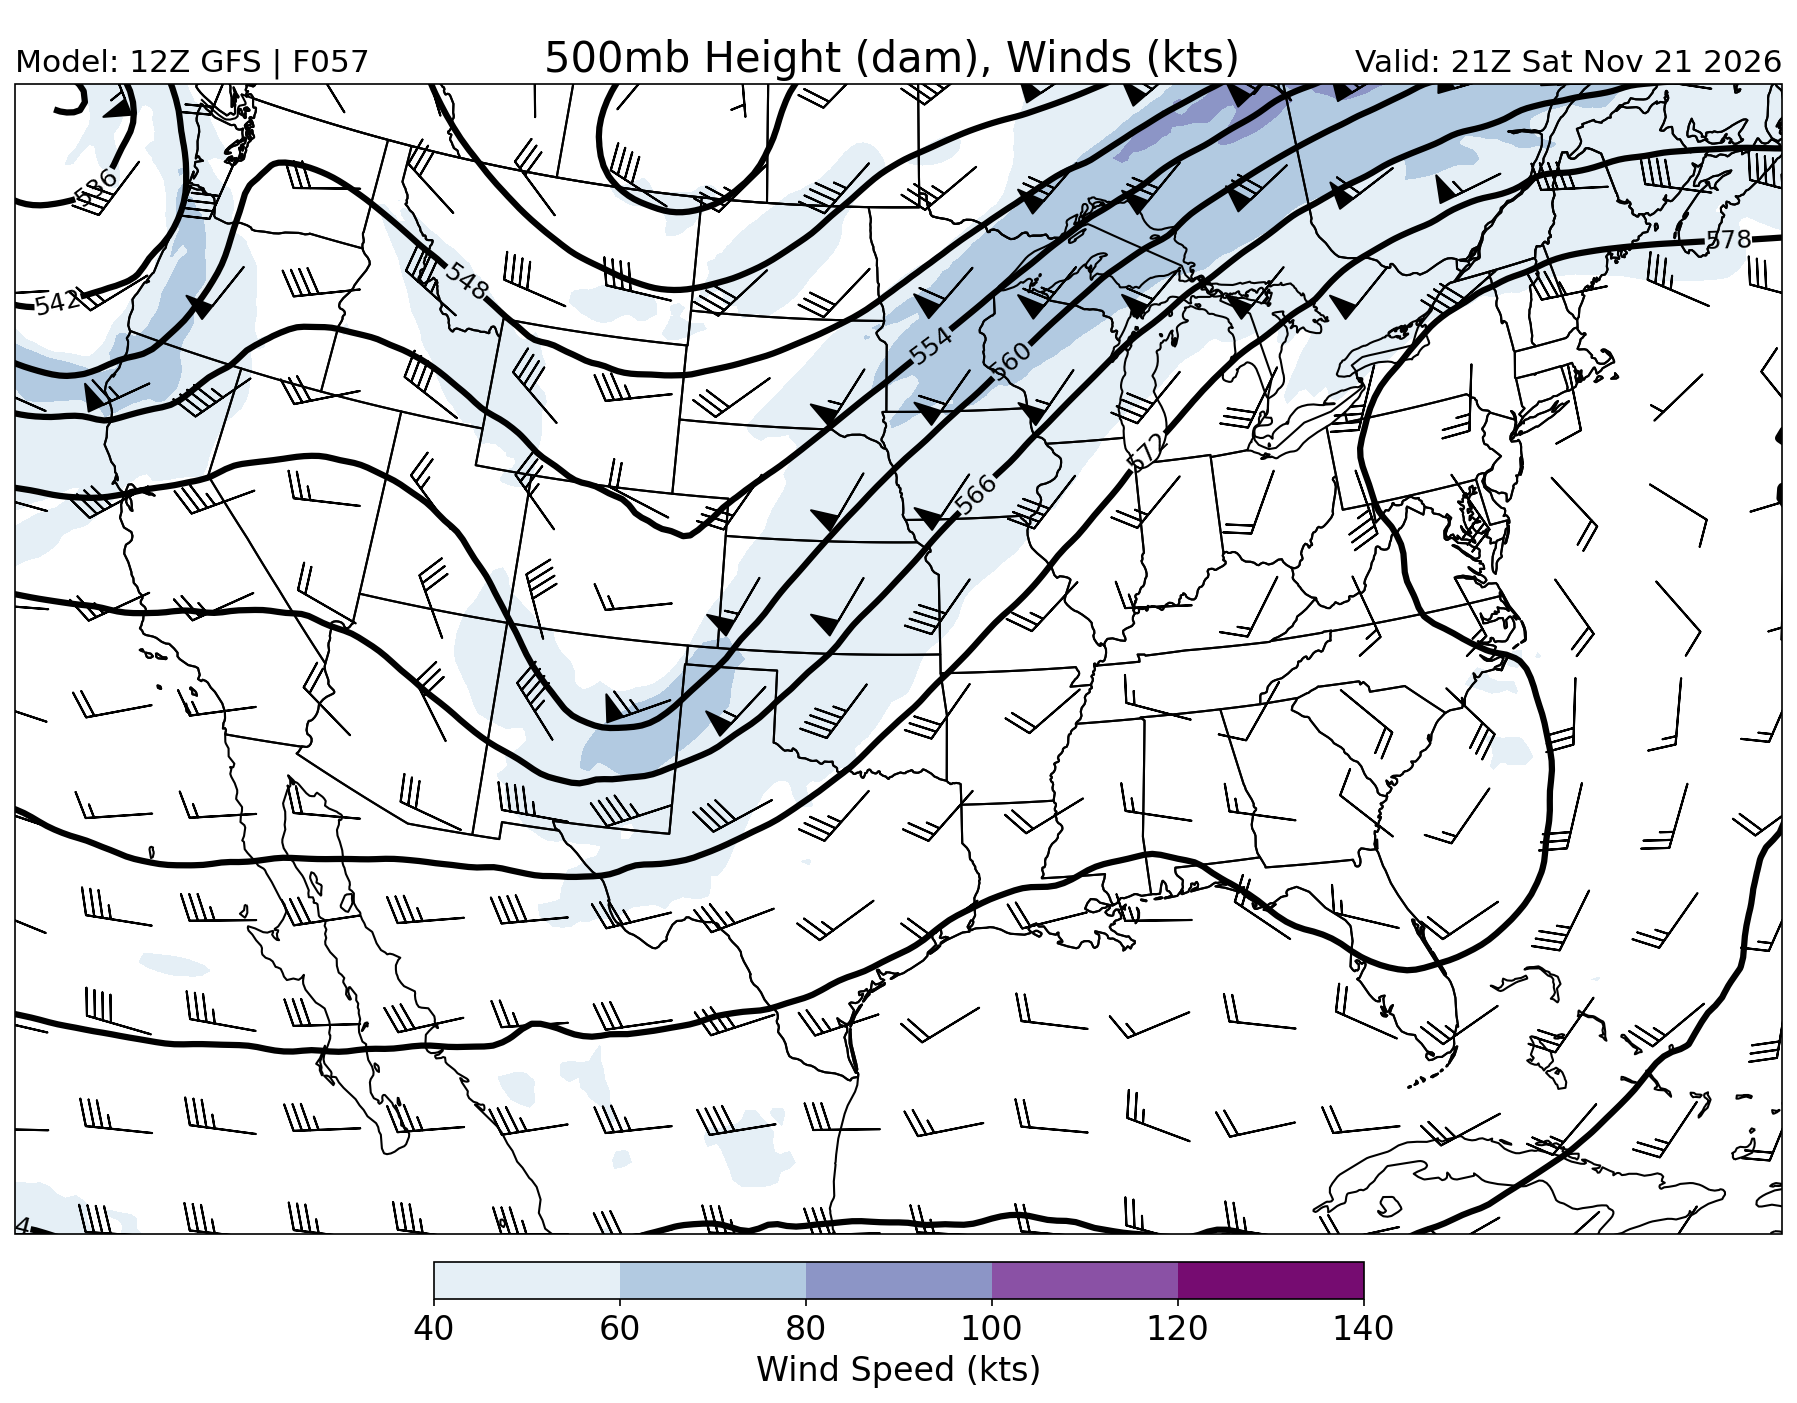 Model: 12Z GFS | F057
500mb Height (dam), Winds (kts)
Valid: 21Z Sat Nov 21 2026
536
578
548
542
554
560
572
566
4
40 60 80 100 120 140
Wind Speed (kts)